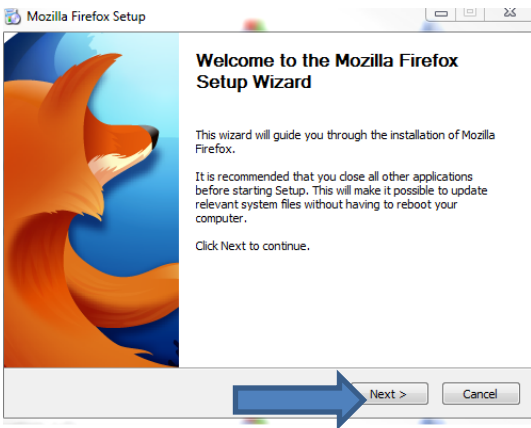 Mozilla Firefox Setup
Welcome to the Mozilla Firefox
Setup Wizard
This wizard will guide you through the installation of Mozilla
Firefox.
It is recommended that you close all other applications
before starting Setup. This will make it possible to update
relevant system files without having to reboot your
computer.
Click Next to continue.
Next >
Cancel